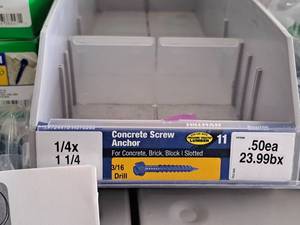 HILLMAN
1/4x
1 1/4
Concrete Screw
Anchor
For Concrete, Brick, Block | Slotted
3/16
Drill
11
.50ea
23.99bx